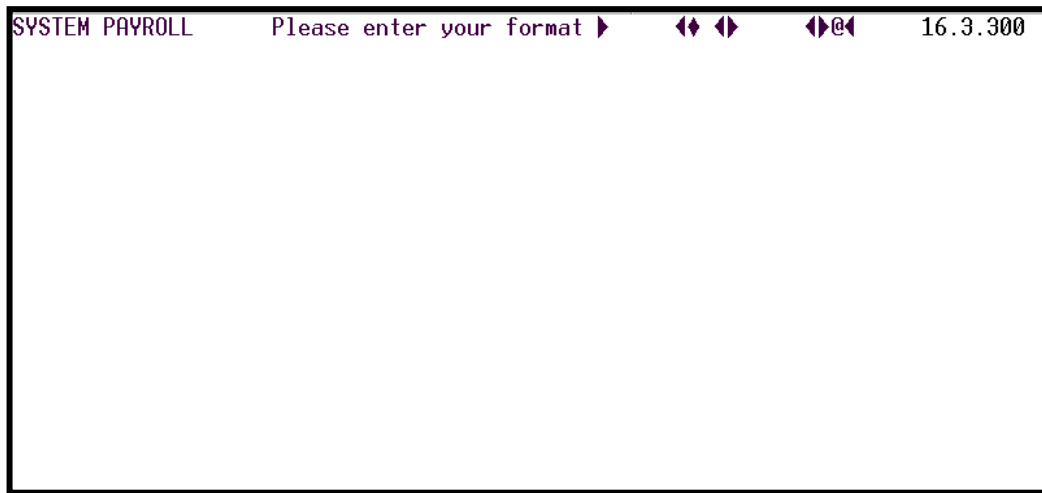 SYSTEM PAYROLL Please enter your format ▶ ◀♦ ◀▶ ◀▶@◀ 16.3.300